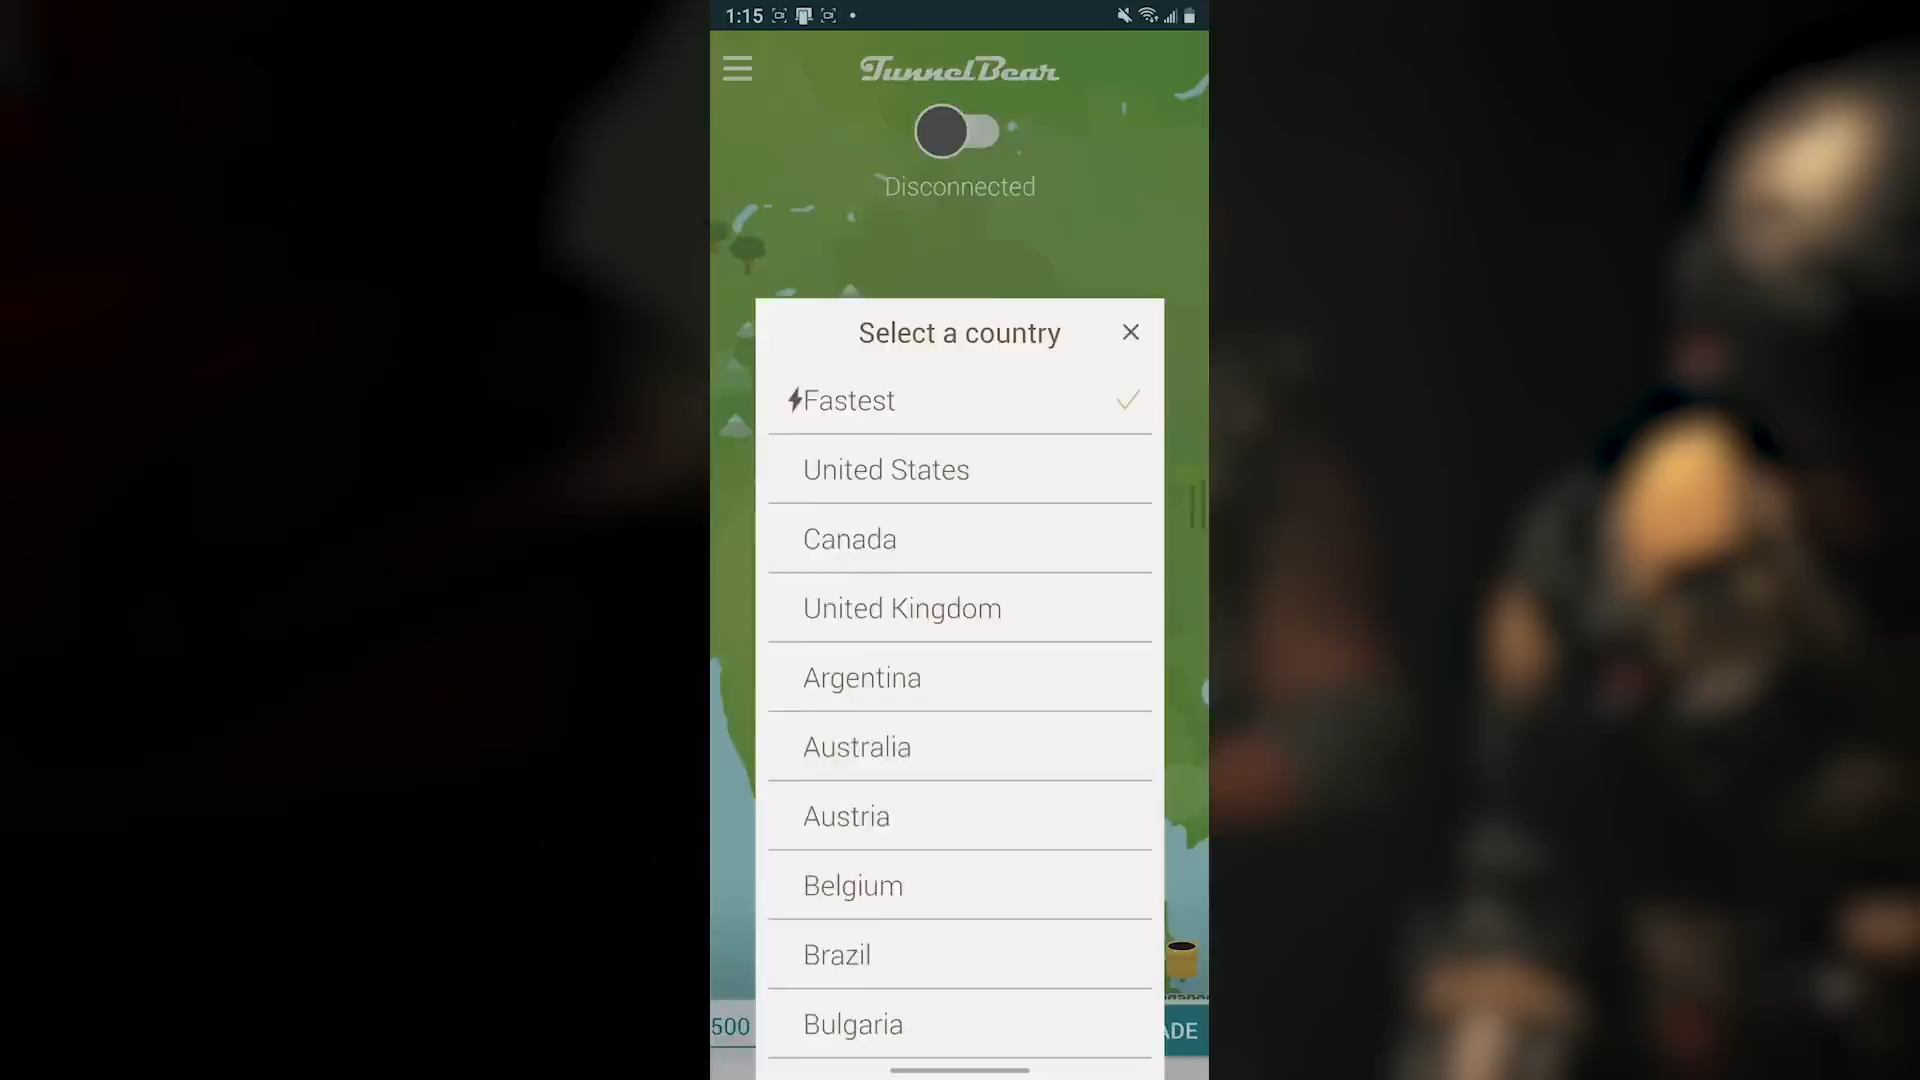 1:15
TunnelBear
Disconnected
Select a country
Fastest
United States
Canada
United Kingdom
Argentina
Australia
Austria
Belgium
Brazil
Bulgaria
500
ADE